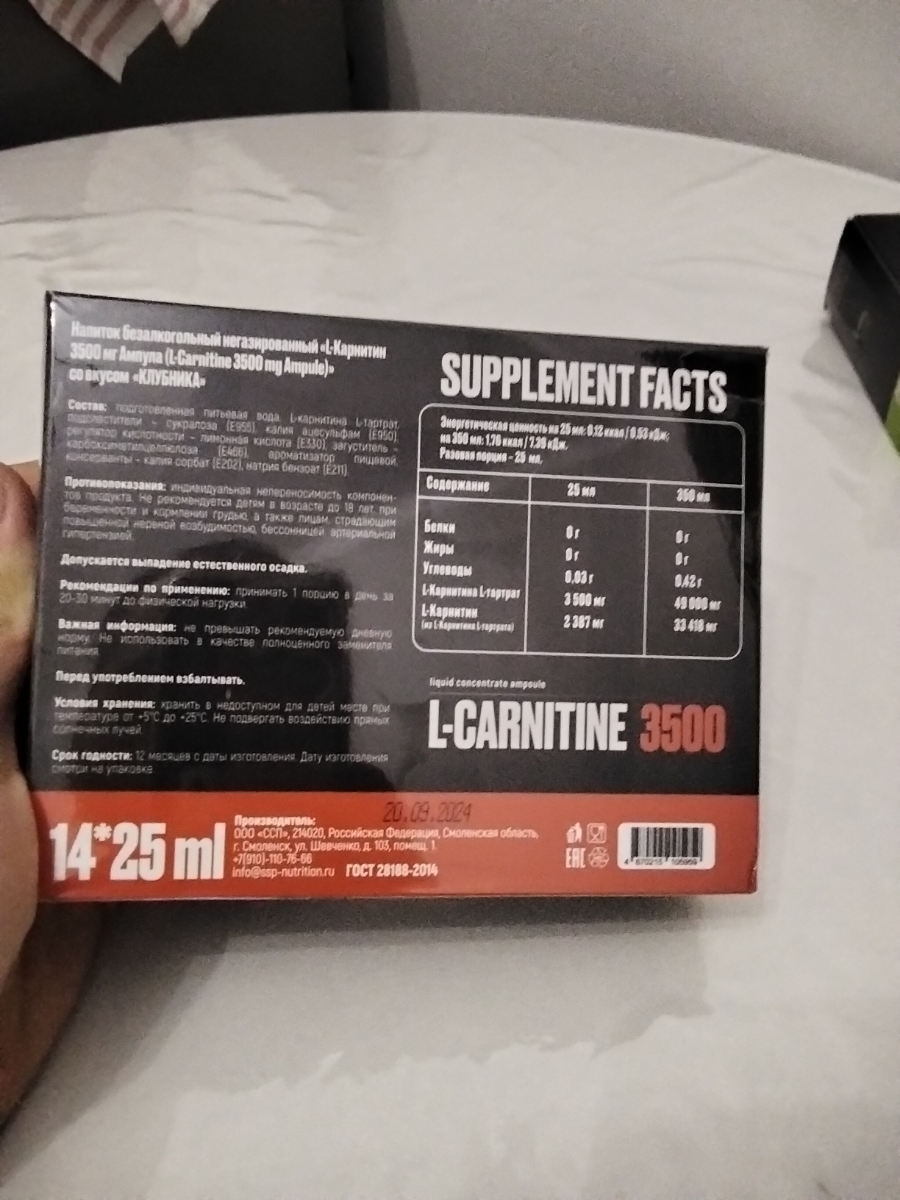 Напиток безалкогольный негазированный «L-Карнитин
3500 мг Ампула (L-Carnitine 3500 mg Ampule)»
со вкусом «КЛУБНИКА»
Состав: подготовленная питьевая вода, L-карнитина L-тартрат,
подсластители - сукралоза (E955), калия ацесульфам (E950),
регулятор кислотности - лимонная кислота (E330), загуститель -
карбоксиметилцеллюлоза (E466), ароматизатор пищевой,
консерванты - калия сорбат (E202), натрия бензоат (E211).
Противопоказания: индивидуальная непереносимость компонен-
тов продукта. Не рекомендуется детям в возрасте до 18 лет, при
беременности и кормлении грудью, а также лицам, страдающим
повышенной нервной возбудимостью, бессонницей, артериальной
гипертензией.
Допускается выпадение естественного осадка.
Рекомендации по применению: принимать 1 порцию в день за
20-30 минут до физической нагрузки.
Важная информация: не превышать рекомендуемую дневную
норму. Не использовать в качестве полноценного заменителя
питания.
Перед употреблением взбалтывать.
Условия хранения: хранить в недоступном для детей месте при
температуре от +5°C до +25°C. Не подвергать воздействию прямых
солнечных лучей.
Срок годности: 12 месяцев с даты изготовления. Дату изготовления
смотри на упаковке.
SUPPLEMENT FACTS
Энергетическая ценность на 25 мл: 0,12 ккал / 0,53 кДж;
на 350 мл: 1,76 ккал / 7,39 кДж.
Разовая порция - 25 мл.
Содержание 25 мл 350 мл
Белки 0 г 0 г
Жиры 0 г 0 г
Углеводы 0,03 г 0,42 г
L-Карнитина L-тартрат 3 500 мг 49 000 мг
L-Карнитин 2 387 мг 33 418 мг
(из L-Карнитина L-тартрата)
liquid concentrate ampoule
L-CARNITINE 3500
20.09.2024
14*25 ml
Производитель:
ООО «ССП», 214020, Российская Федерация, Смоленская область,
г. Смоленск, ул. Шевченко, д. 103, помещ. 1.
+7(910)-110-76-66
info@ssp-nutrition.ru ГОСТ 28188-2014
EAC
4 670215 105959